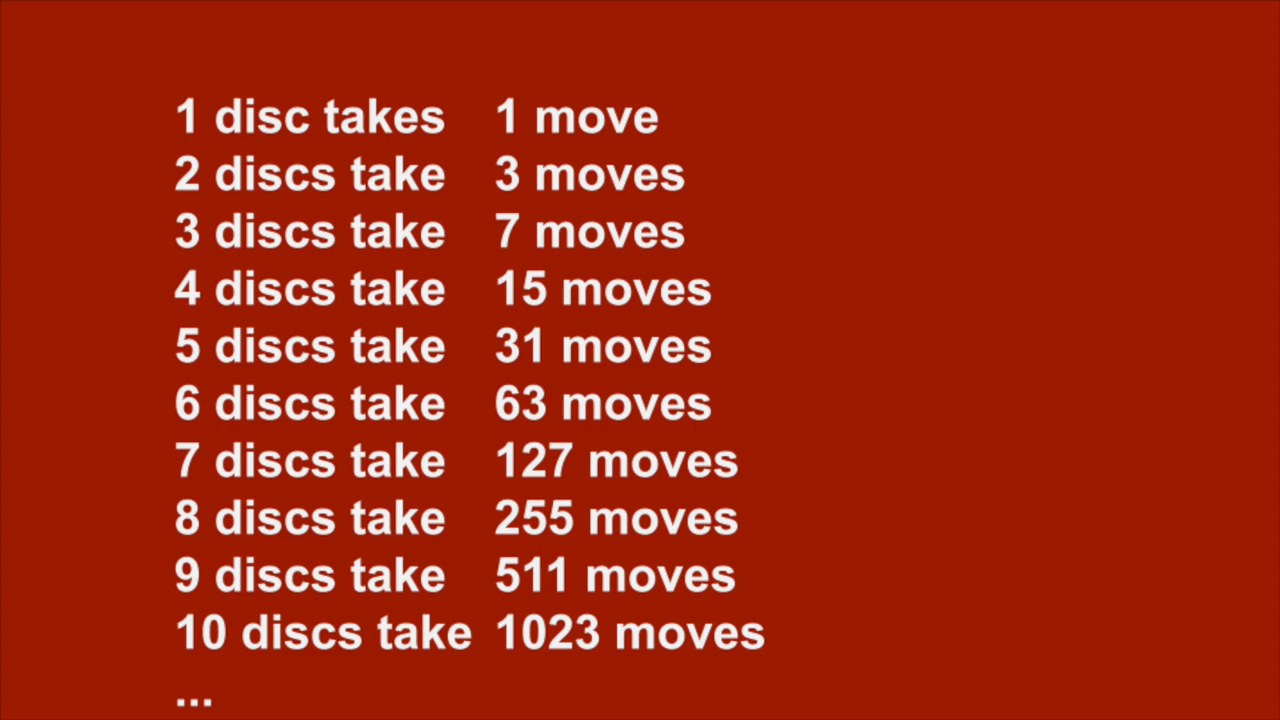 1 disc takes 1 move
2 discs take 3 moves
3 discs take 7 moves
4 discs take 15 moves
5 discs take 31 moves
6 discs take 63 moves
7 discs take 127 moves
8 discs take 255 moves
9 discs take 511 moves
10 discs take 1023 moves
...